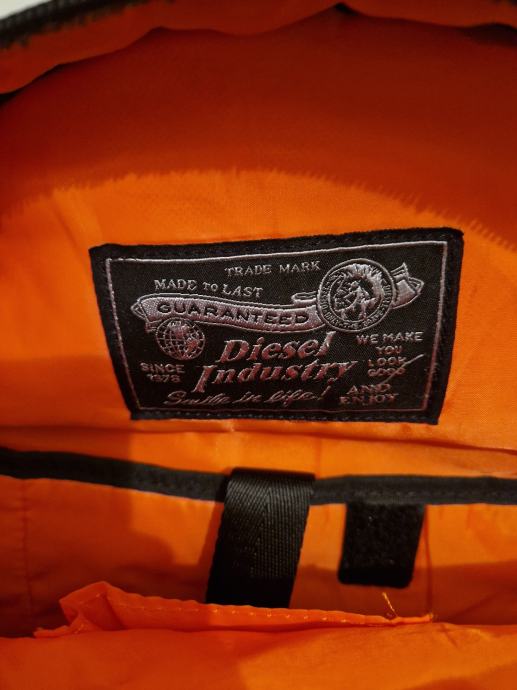 TRADE MARK
MADE TO LAST
GUARANTEED
Diesel
Industry
SINCE
1978
Smile in life!
WE MAKE
YOU
LOOK
GOOD
AND
ENJOY